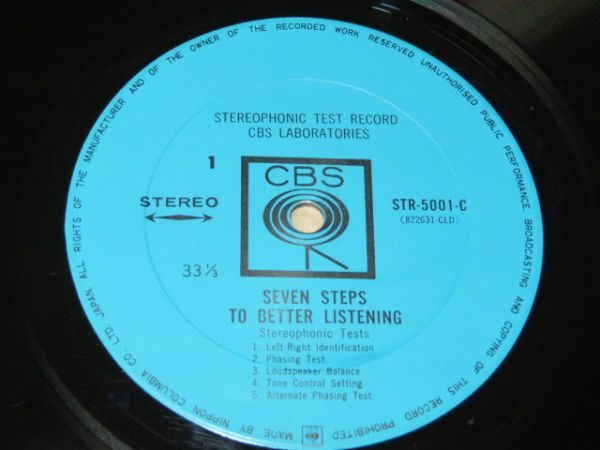 ALL RIGHTS OF THE MANUFACTURER AND OF THE OWNER OF THE RECORDED WORK RESERVED UNAUTHORISED PUBLIC PERFORMANCE, BROADCASTING AND COPYING OF THIS RECORD PROHIBITED
MADE BY NIPPON COLUMBIA CO. LTD. JAPAN
STEREOPHONIC TEST RECORD
CBS LABORATORIES
1
CBS
STEREO
STR-5001-C
(822631-CLD)
33⅓
SEVEN STEPS
TO BETTER LISTENING
Stereophonic Tests
1. Left-Right Identification
2. Phasing Test
3. Loudspeaker Balance
4. Tone Control Setting
5. Alternate Phasing Test